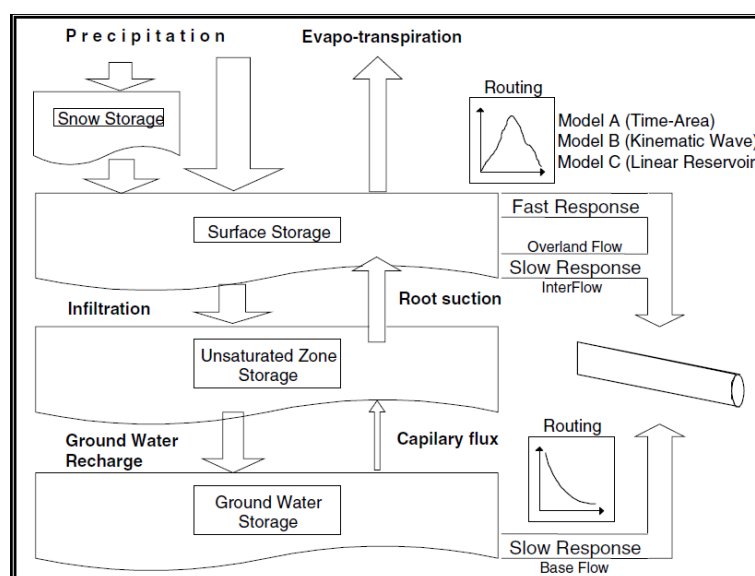 Precipitation
Evapo-transpiration
Routing
Snow Storage
Model A (Time-Area)
Model B (Kinematic Wave)
Model C (Linear Reservoir
Fast Response
Surface Storage
Overland Flow
Slow Response
InterFlow
Infiltration
Root suction
Unsaturated Zone
Storage
Ground Water
Recharge
Capilary flux
Routing
Ground Water
Storage
Slow Response
Base Flow